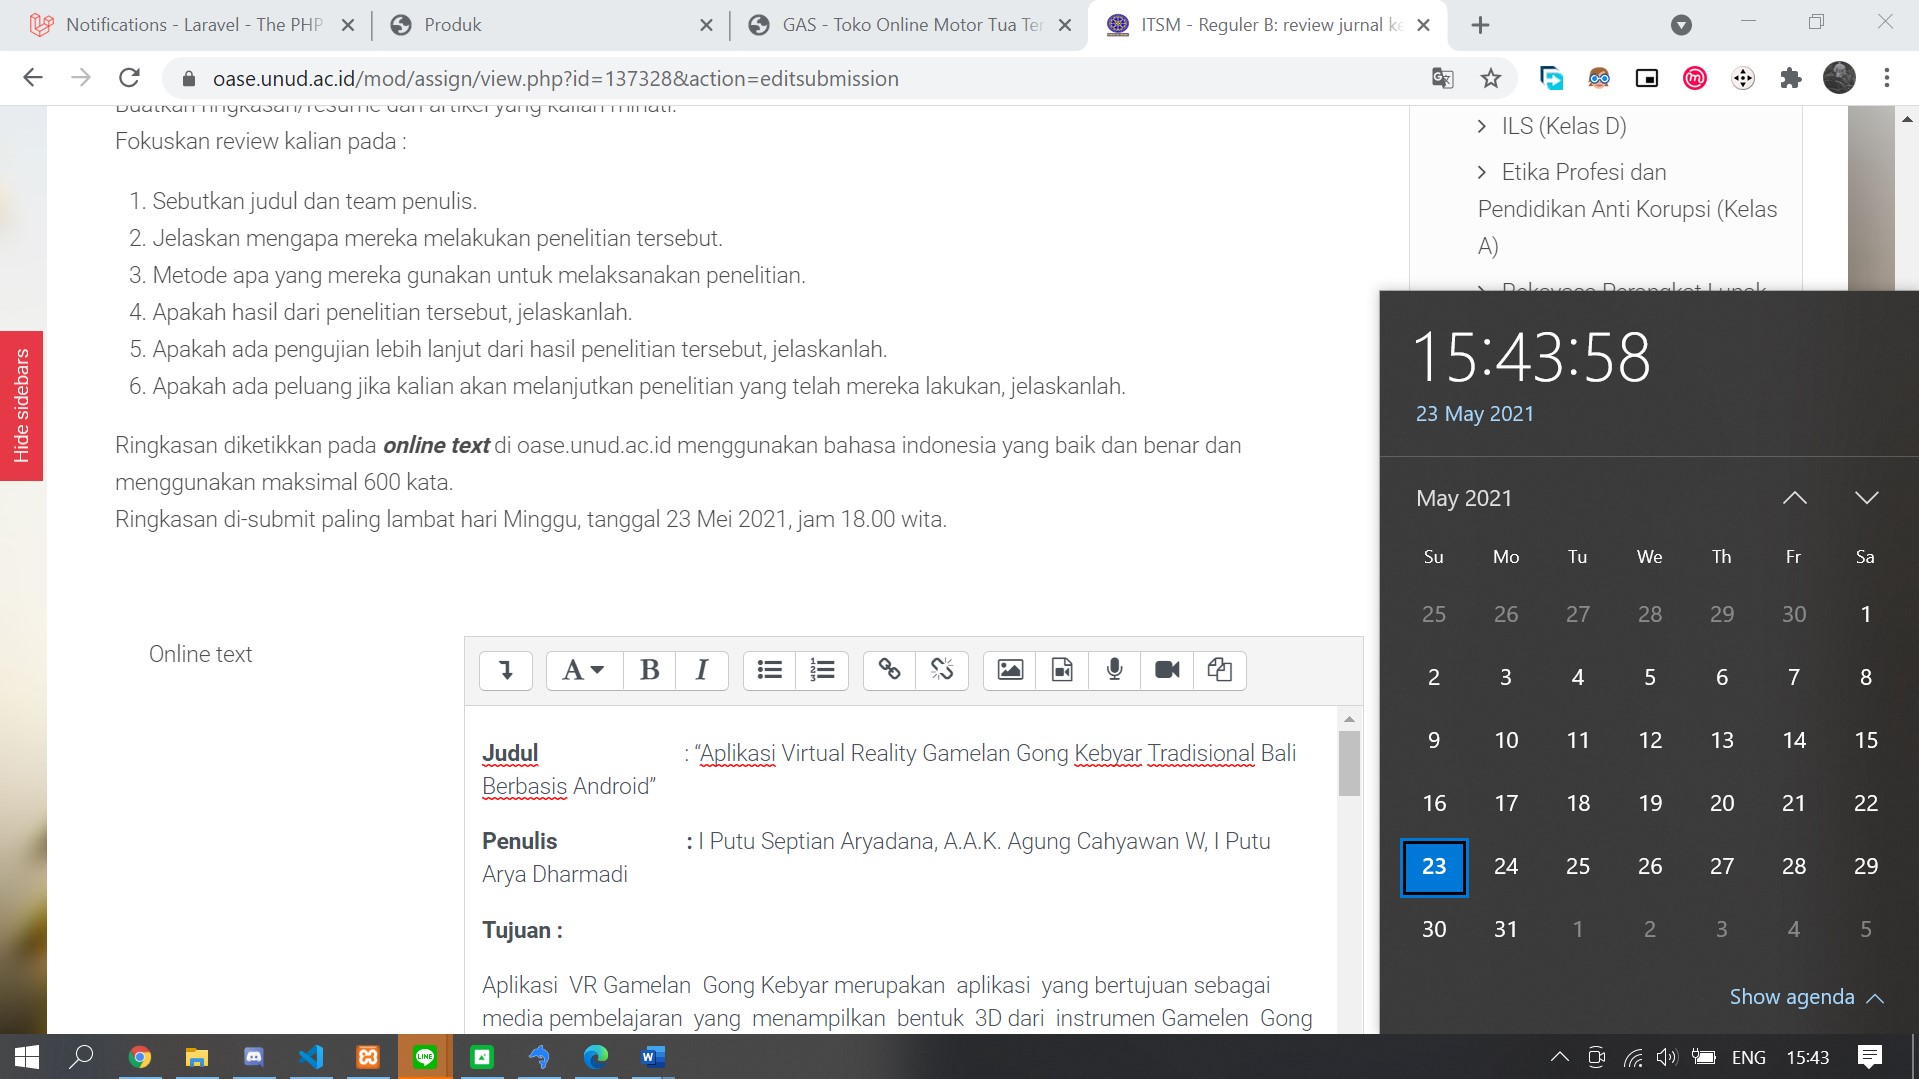 Notifications - Laravel - The PHP
Produk
GAS - Toko Online Motor Tua Ter
ITSM - Reguler B: review jurnal ke
oase.unud.ac.id/mod/assign/view.php?id=137328&action=editsubmission
Buatkan ringkasan/resume dari artikel yang kalian minati.
Fokuskan review kalian pada :
1. Sebutkan judul dan team penulis.
2. Jelaskan mengapa mereka melakukan penelitian tersebut.
3. Metode apa yang mereka gunakan untuk melaksanakan penelitian.
4. Apakah hasil dari penelitian tersebut, jelaskanlah.
5. Apakah ada pengujian lebih lanjut dari hasil penelitian tersebut, jelaskanlah.
6. Apakah ada peluang jika kalian akan melanjutkan penelitian yang telah mereka lakukan, jelaskanlah.
Ringkasan diketikkan pada online text di oase.unud.ac.id menggunakan bahasa indonesia yang baik dan benar dan
menggunakan maksimal 600 kata.
Ringkasan di-submit paling lambat hari Minggu, tanggal 23 Mei 2021, jam 18.00 wita.
Hide sidebars
Online text
A B I
Judul : “Aplikasi Virtual Reality Gamelan Gong Kebyar Tradisional Bali
Berbasis Android”
Penulis : I Putu Septian Aryadana, A.A.K. Agung Cahyawan W, I Putu
Arya Dharmadi
Tujuan :
Aplikasi VR Gamelan Gong Kebyar merupakan aplikasi yang bertujuan sebagai
media pembelajaran yang menampilkan bentuk 3D dari instrumen Gamelen Gong
ILS (Kelas D)
Etika Profesi dan
Pendidikan Anti Korupsi (Kelas
A)
Rekayasa Perangkat Lunak
15:43:58
23 May 2021
May 2021
Su Mo Tu We Th Fr Sa
25 26 27 28 29 30 1
2 3 4 5 6 7 8
9 10 11 12 13 14 15
16 17 18 19 20 21 22
23 24 25 26 27 28 29
30 31 1 2 3 4 5
Show agenda
LINE
ENG
15:43